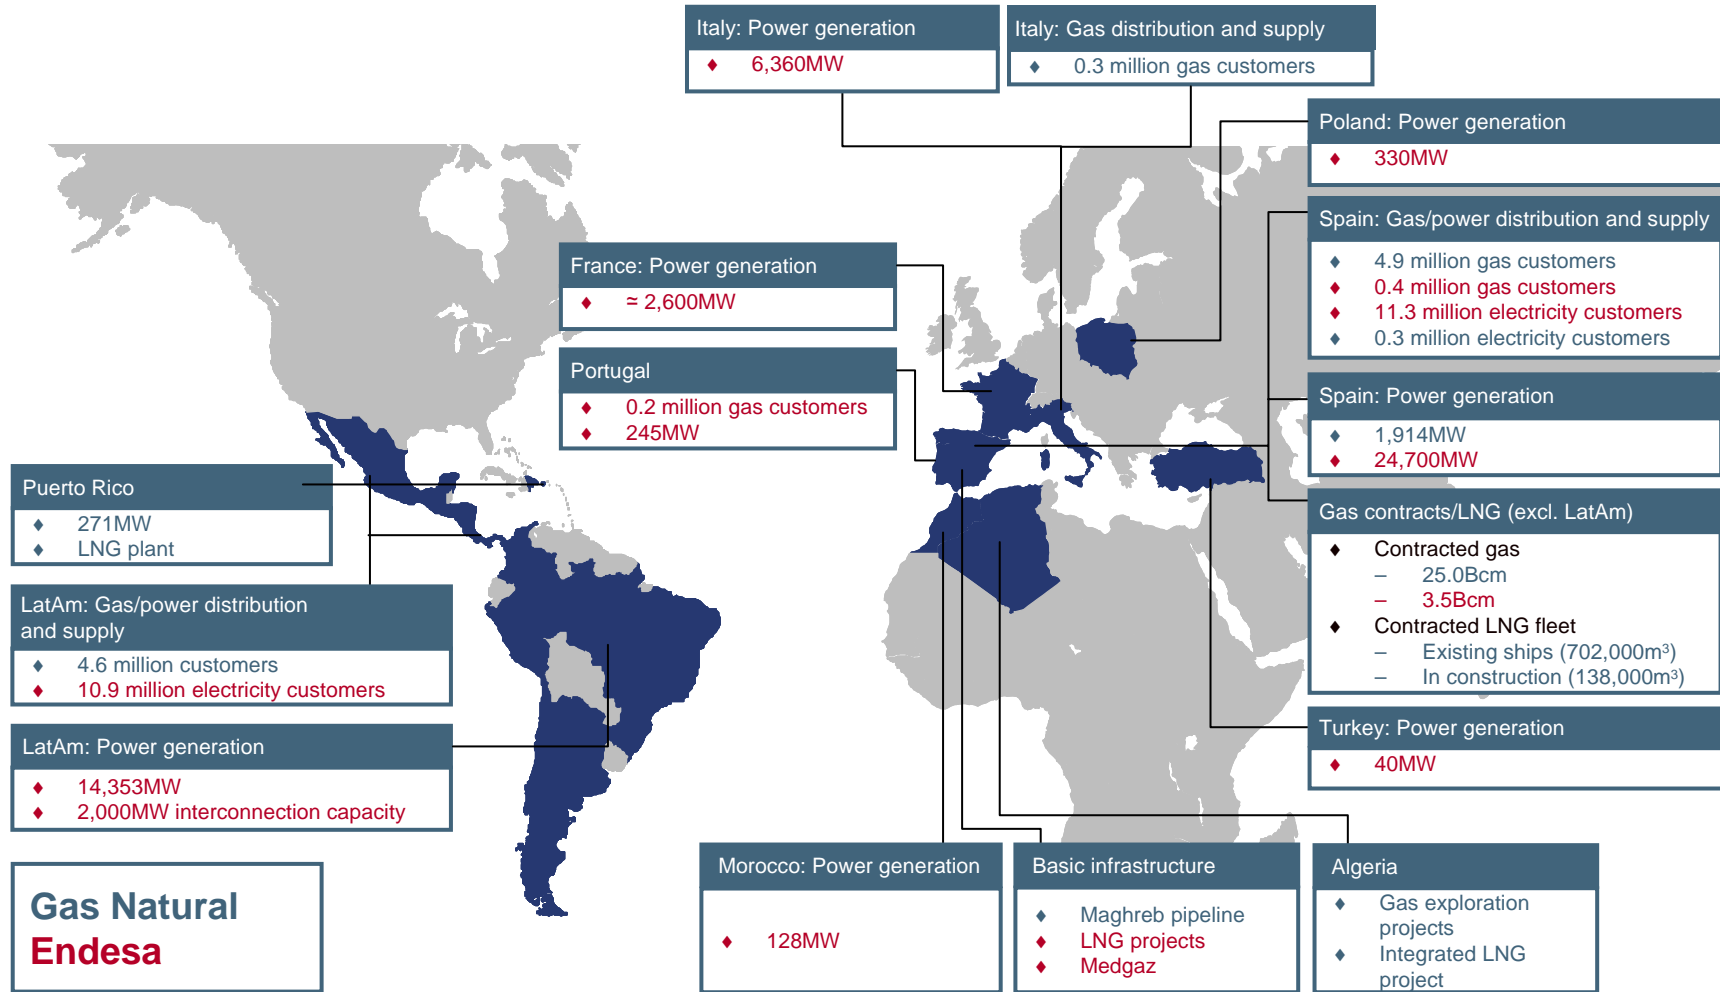 Italy: Power generation
♦ 6,360MW
Italy: Gas distribution and supply
♦ 0.3 million gas customers
Poland: Power generation
♦ 330MW
Spain: Gas/power distribution and supply
♦ 4.9 million gas customers
♦ 0.4 million gas customers
♦ 11.3 million electricity customers
♦ 0.3 million electricity customers
France: Power generation
♦ ≃ 2,600MW
Portugal
♦ 0.2 million gas customers
♦ 245MW
Spain: Power generation
♦ 1,914MW
♦ 24,700MW
Puerto Rico
♦ 271MW
♦ LNG plant
Gas contracts/LNG (excl. LatAm)
♦ Contracted gas
– 25.0Bcm
– 3.5Bcm
♦ Contracted LNG fleet
– Existing ships (702,000m³)
– In construction (138,000m³)
LatAm: Gas/power distribution
and supply
♦ 4.6 million customers
♦ 10.9 million electricity customers
LatAm: Power generation
♦ 14,353MW
♦ 2,000MW interconnection capacity
Turkey: Power generation
♦ 40MW
Gas Natural
Endesa
Morocco: Power generation
♦ 128MW
Basic infrastructure
♦ Maghreb pipeline
♦ LNG projects
♦ Medgaz
Algeria
♦ Gas exploration
projects
♦ Integrated LNG
project